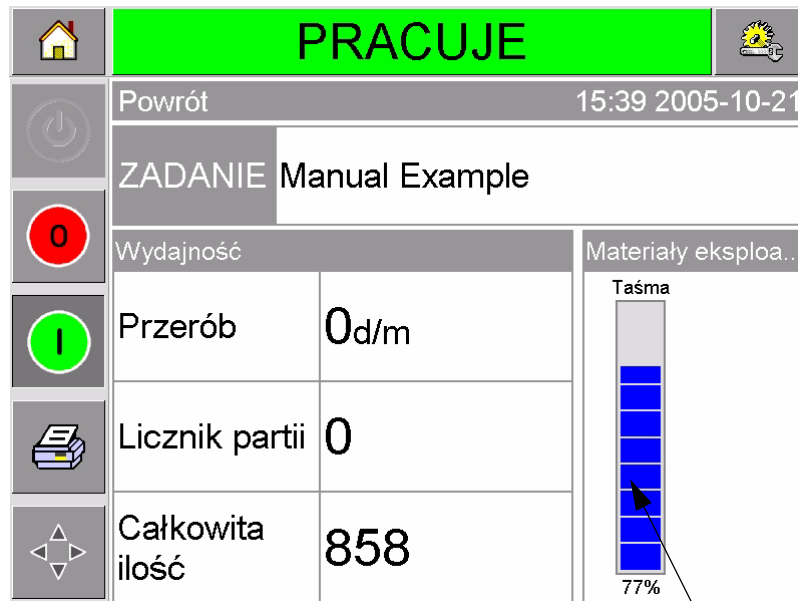 PRACUJE
Powrót 15:39 2005-10-21
ZADANIE Manual Example
Wydajność
Materiały eksploa..
Przerób 0d/m
Licznik partii 0
Całkowita
ilość 858
Taśma
77%
0
I